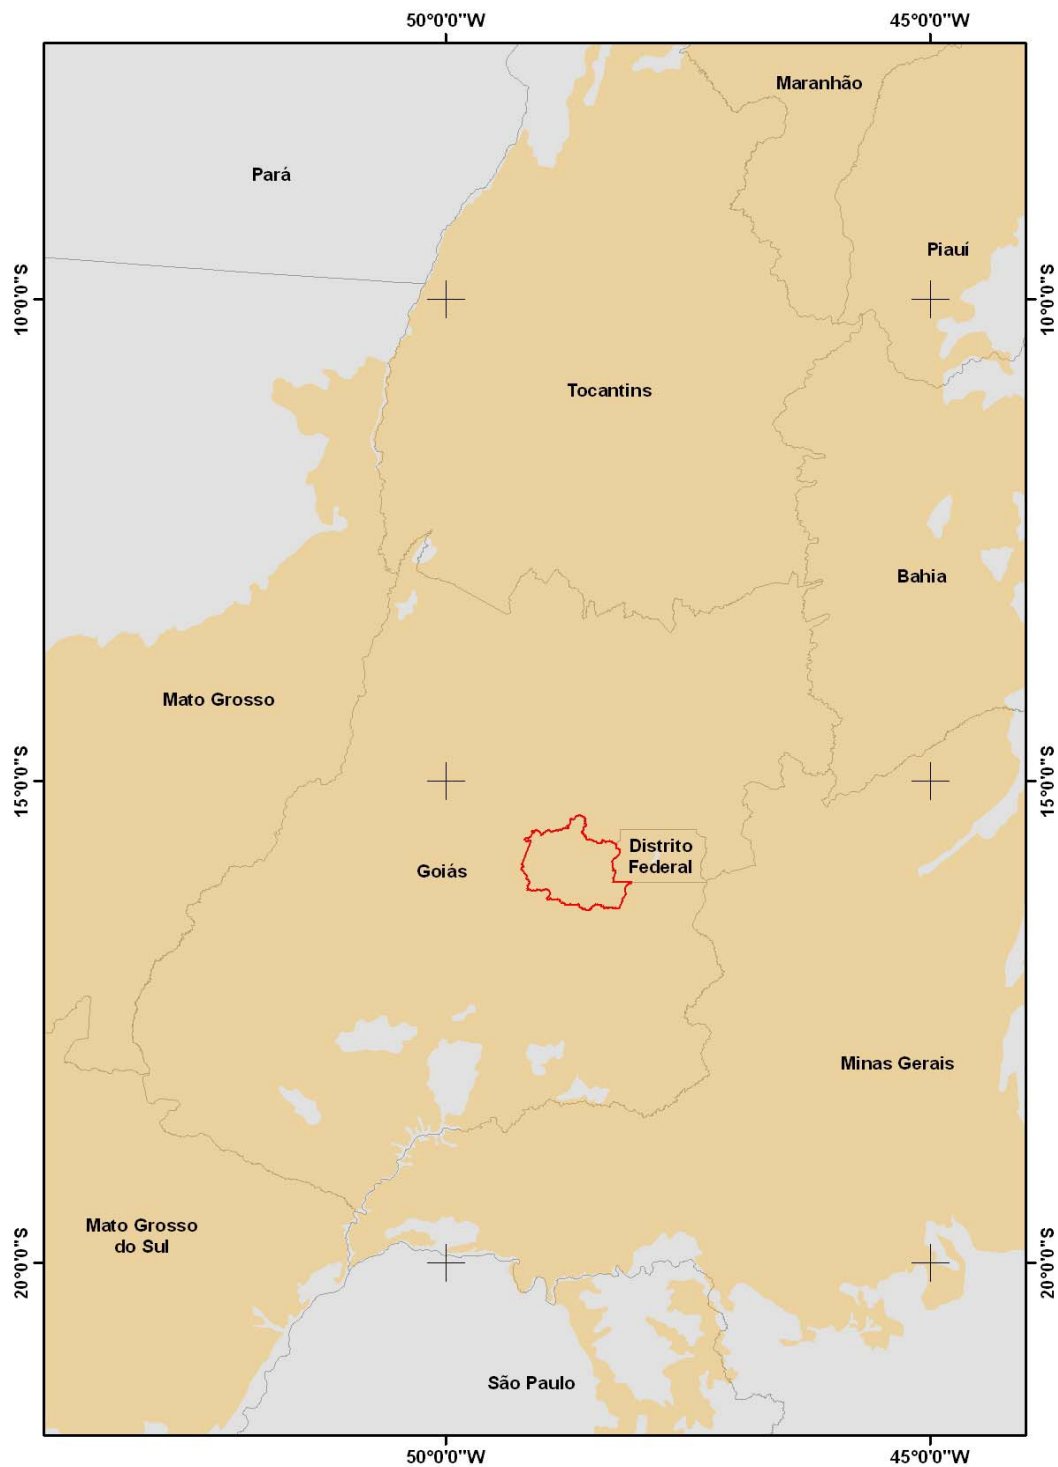 50°0'0"W
45°0'0"W
Maranhão
Pará
Piauí
10°0'0"S
10°0'0"S
Tocantins
Bahia
Mato Grosso
15°0'0"S
15°0'0"S
Distrito
Federal
Goiás
Minas Gerais
Mato Grosso
do Sul
20°0'0"S
20°0'0"S
São Paulo
50°0'0"W
45°0'0"W